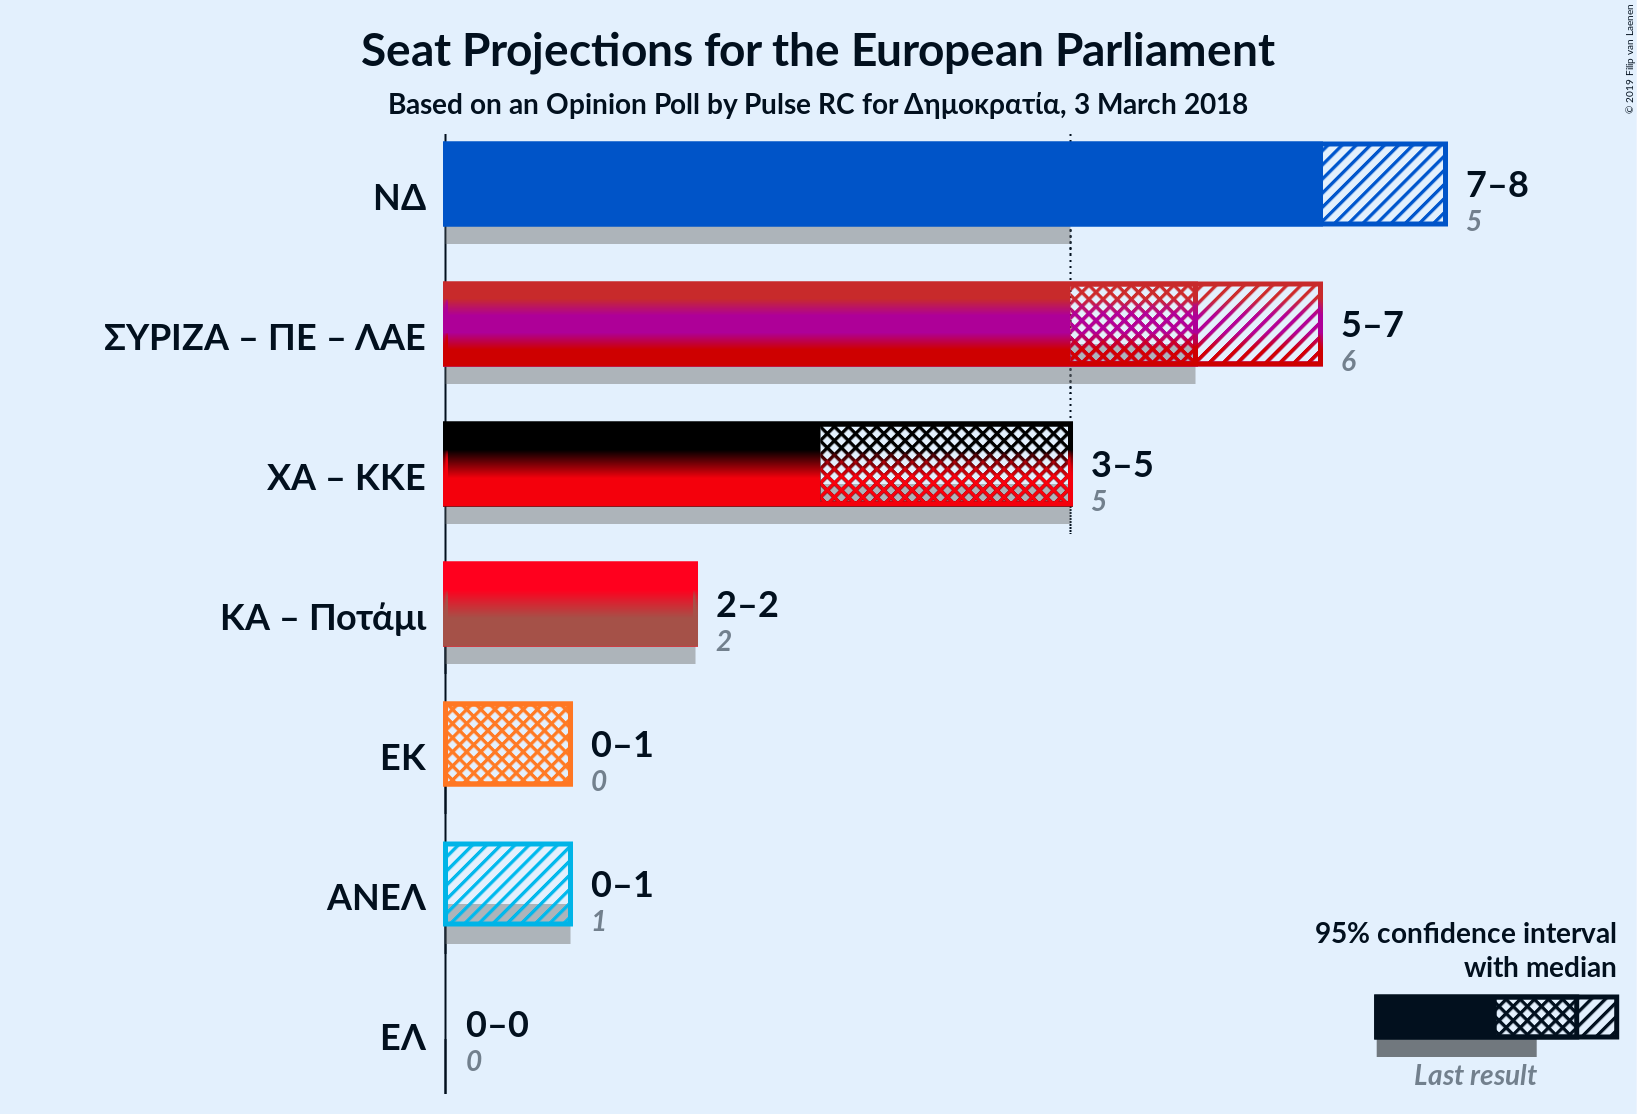 Seat Projections for the European Parliament
Based on an Opinion Poll by Pulse RC for Δημοκρατία, 3 March 2018
© 2019 Filip van Laenen
ΝΔ
7–8
5
ΣΥΡΙΖΑ – ΠΕ – ΛΑΕ
5–7
6
ΧΑ – ΚΚΕ
3–5
5
ΚΑ – Ποτάμι
2–2
2
ΕΚ
0–1
0
ΑΝΕΛ
0–1
1
ΕΛ
0–0
0
95% confidence interval
with median
Last result